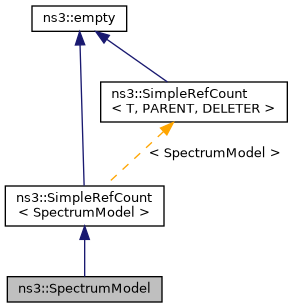 ns3::empty
ns3::SimpleRefCount
< T, PARENT, DELETER >
< SpectrumModel >
ns3::SimpleRefCount
< SpectrumModel >
ns3::SpectrumModel